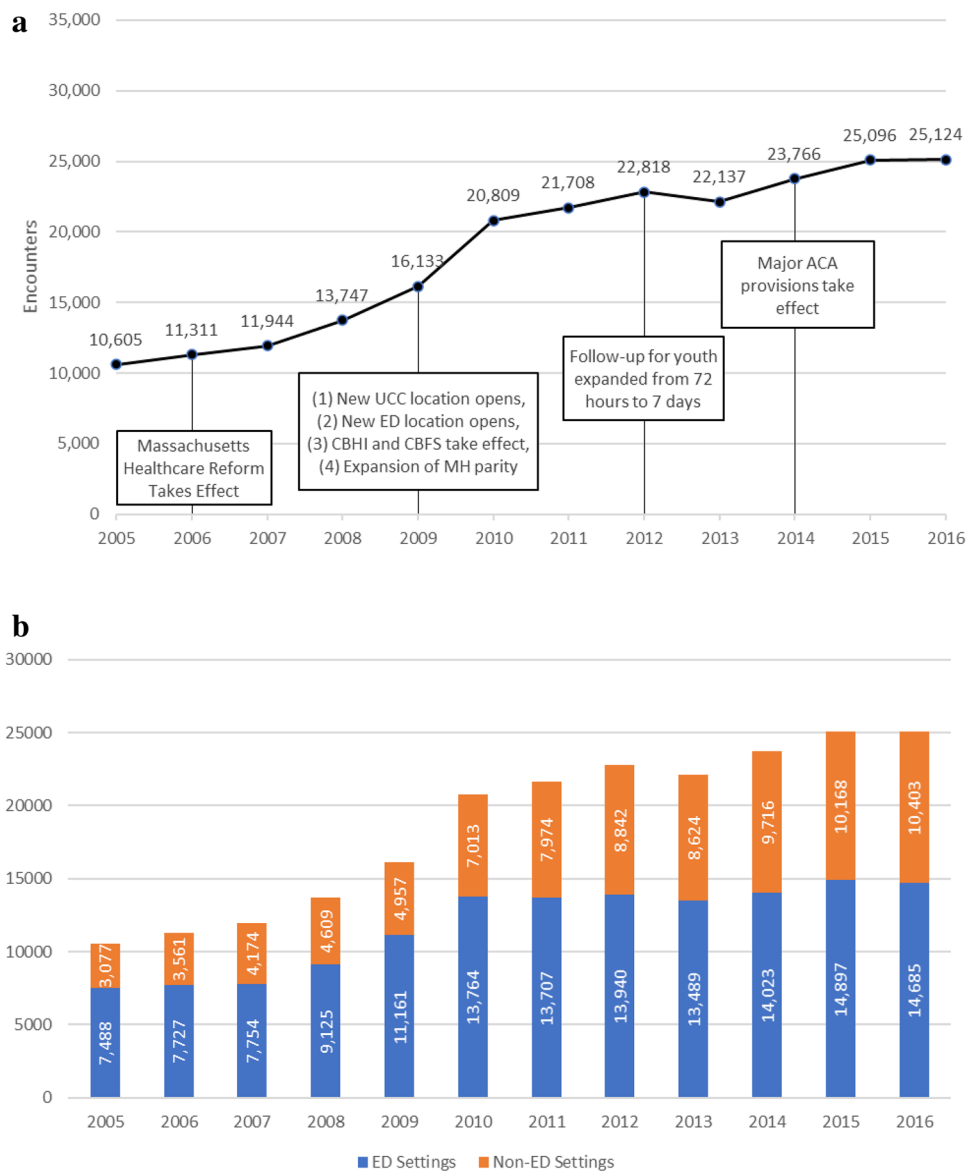 a
35,000
30,000
25,000
20,000
15,000
10,000
5,000
0
Encounters
10,605
11,311
11,944
13,747
16,133
20,809
21,708
22,818
22,137
23,766
25,096
25,124
Massachusetts
Healthcare Reform
Takes Effect
(1) New UCC location opens,
(2) New ED location opens,
(3) CBHI and CBFS take effect,
(4) Expansion of MH parity
Follow-up for youth
expanded from 72
hours to 7 days
Major ACA
provisions take
effect
2005 2006 2007 2008 2009 2010 2011 2012 2013 2014 2015 2016
b
30000
25000
20000
15000
10000
5000
0
3,077 3,561 4,174 4,609 4,957 7,013 7,974 8,842 8,624 9,716 10,168 10,403
7,488 7,727 7,754 9,125 11,161 13,764 13,707 13,940 13,489 14,023 14,897 14,685
2005 2006 2007 2008 2009 2010 2011 2012 2013 2014 2015 2016
ED Settings Non-ED Settings